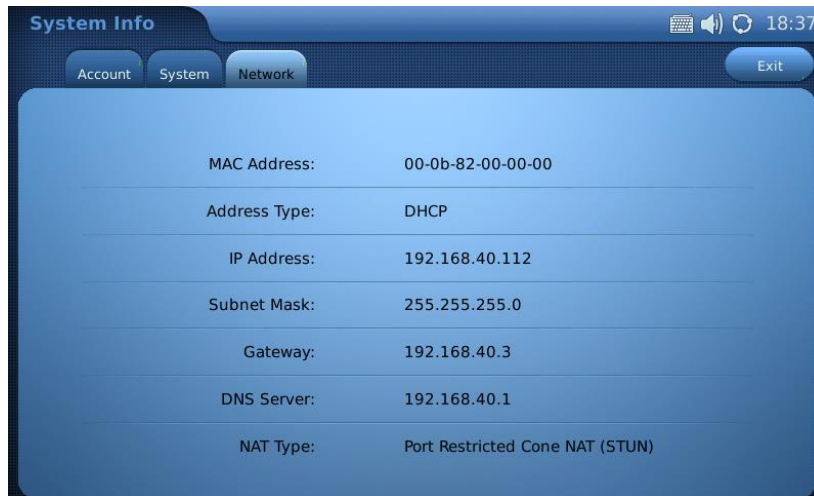 System Info 18:37
Account System Network Exit
MAC Address: 00-0b-82-00-00-00
Address Type: DHCP
IP Address: 192.168.40.112
Subnet Mask: 255.255.255.0
Gateway: 192.168.40.3
DNS Server: 192.168.40.1
NAT Type: Port Restricted Cone NAT (STUN)